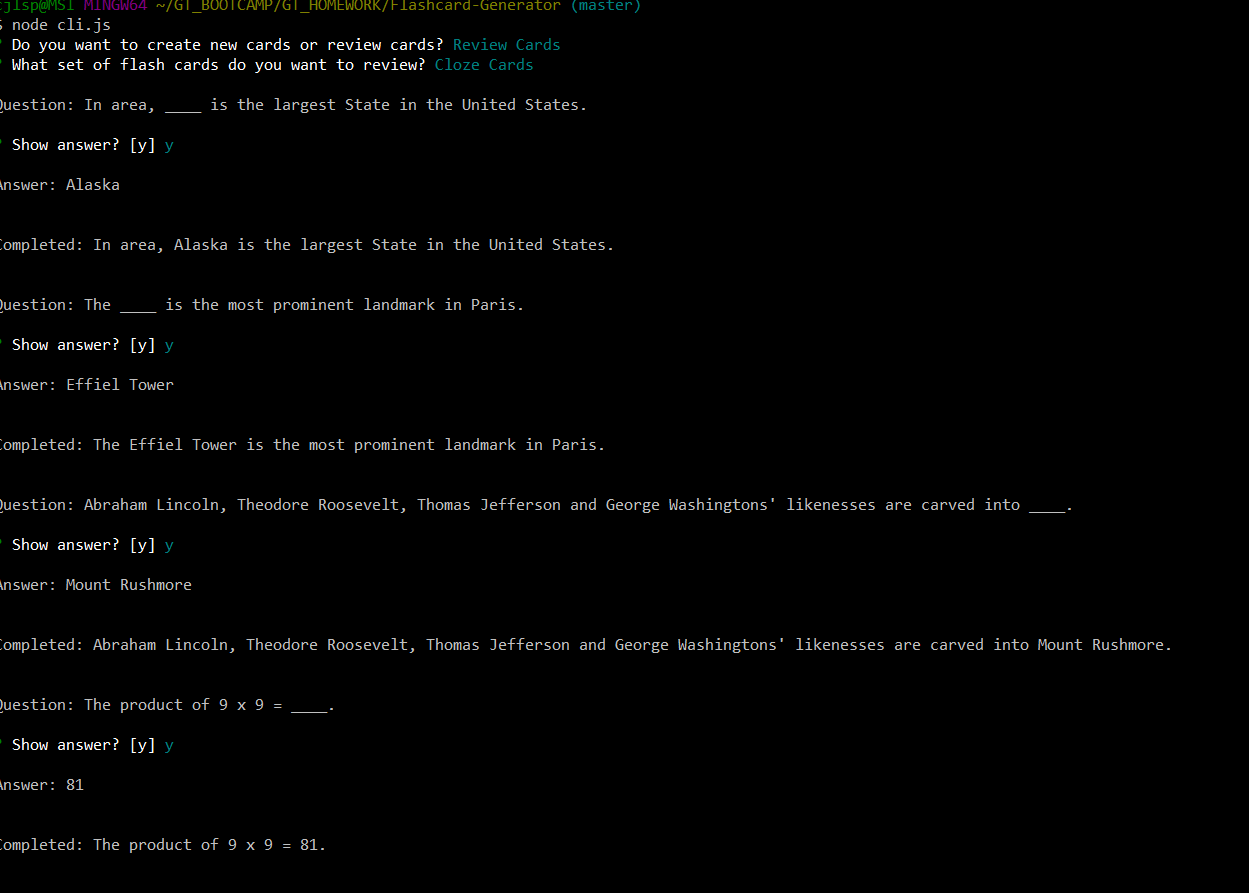 cjlsp@MSI MINGW64 ~/GT_BOOTCAMP/GT_HOMEWORK/Flashcard-Generator (master)
$ node cli.js
? Do you want to create new cards or review cards? Review Cards
? What set of flash cards do you want to review? Cloze Cards
Question: In area, ____ is the largest State in the United States.
? Show answer? [y] y
Answer: Alaska
Completed: In area, Alaska is the largest State in the United States.
Question: The ____ is the most prominent landmark in Paris.
? Show answer? [y] y
Answer: Effiel Tower
Completed: The Effiel Tower is the most prominent landmark in Paris.
Question: Abraham Lincoln, Theodore Roosevelt, Thomas Jefferson and George Washingtons' likenesses are carved into ____.
? Show answer? [y] y
Answer: Mount Rushmore
Completed: Abraham Lincoln, Theodore Roosevelt, Thomas Jefferson and George Washingtons' likenesses are carved into Mount Rushmore.
Question: The product of 9 x 9 = ____.
? Show answer? [y] y
Answer: 81
Completed: The product of 9 x 9 = 81.